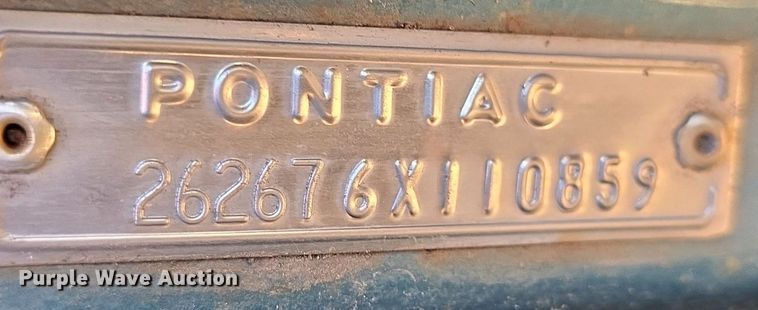 PONTIAC
262676X110859
Purple Wave Auction